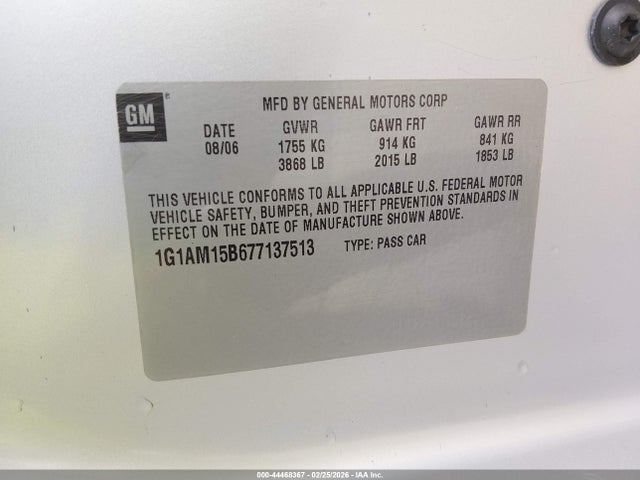 GM
MFD BY GENERAL MOTORS CORP
DATE GVWR GAWR FRT GAWR RR
08/06 1755 KG 914 KG 841 KG
3868 LB 2015 LB 1853 LB
THIS VEHICLE CONFORMS TO ALL APPLICABLE U.S. FEDERAL MOTOR
VEHICLE SAFETY, BUMPER, AND THEFT PREVENTION STANDARDS IN
EFFECT ON THE DATE OF MANUFACTURE SHOWN ABOVE.
1G1AM15B677137513 TYPE: PASS CAR
000-44468367 - 02/25/2026 - IAA Inc.